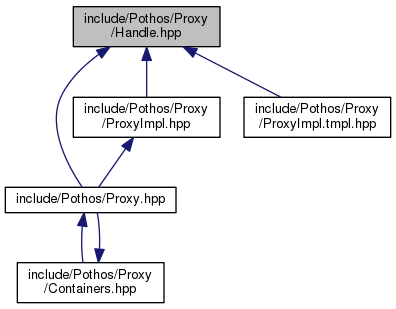 include/Pothos/Proxy
/Handle.hpp
include/Pothos/Proxy
/ProxyImpl.hpp
include/Pothos/Proxy
/ProxyImpl.tmpl.hpp
include/Pothos/Proxy.hpp
include/Pothos/Proxy
/Containers.hpp